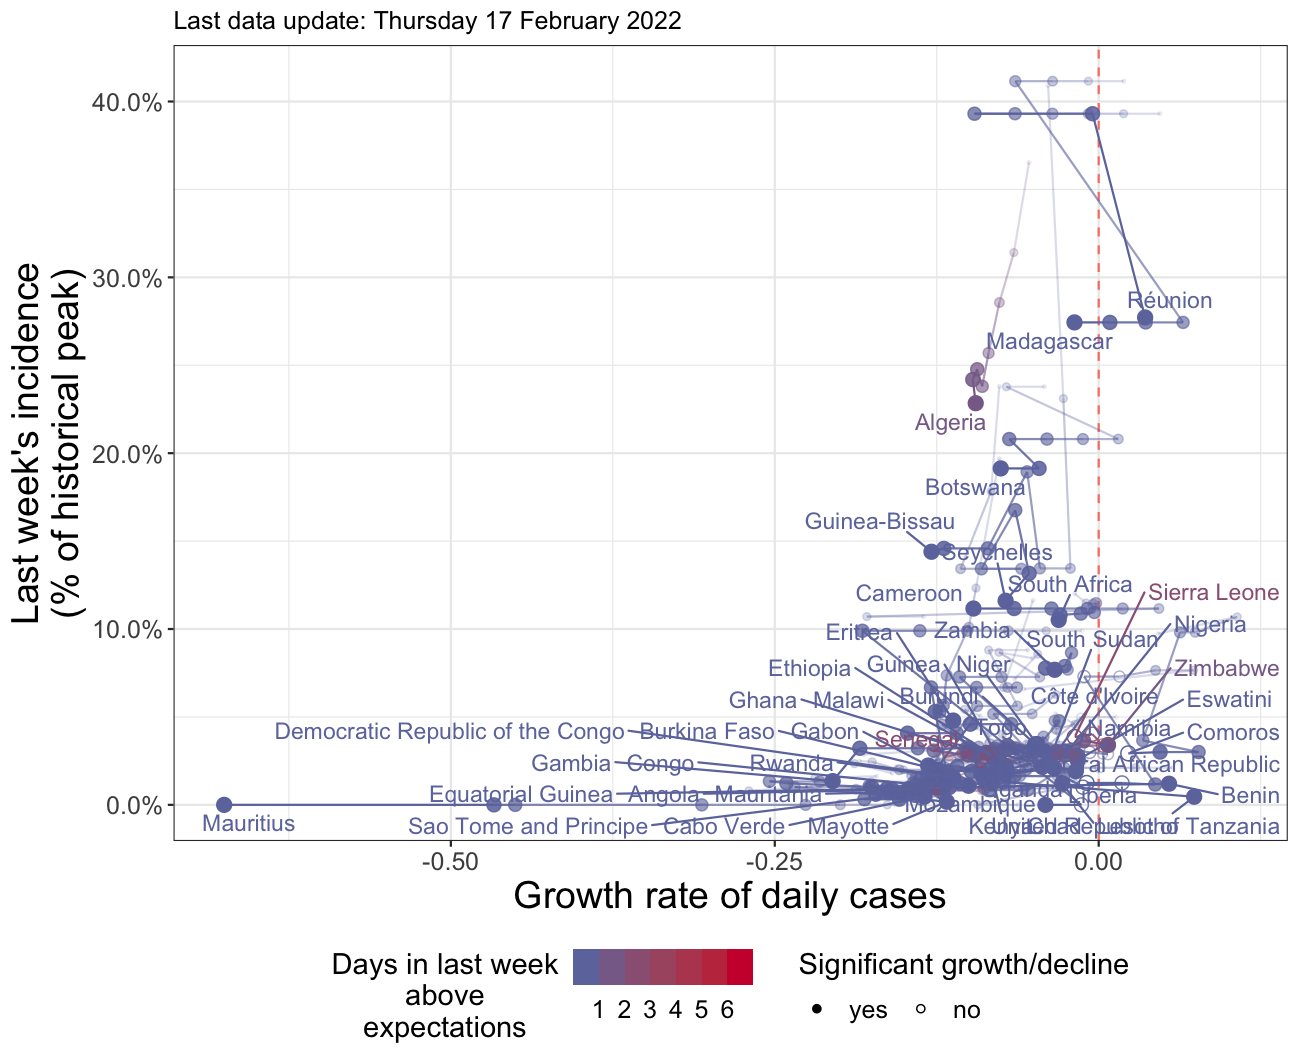 Last data update: Thursday 17 February 2022
Last week's incidence
(% of historical peak)
40.0%
30.0%
20.0%
10.0%
0.0%
Réunion
Madagascar
Algeria
Botswana
Guinea-Bissau
Seychelles
South Africa
Cameroon
Sierra Leone
Eritrea
Zambia
South Sudan
Nigeria
Ethiopia
Guinea
Niger
Zimbabwe
Ghana
Malawi
Burundi
Côte d'Ivoire
Eswatini
Democratic Republic of the Congo
Burkina Faso
Gabon
Senegal
Togo
Namibia
Comoros
Gambia
Congo
Rwanda
al African Republic
Equatorial Guinea
Angola
Mauritania
Mozambique
Uganda
Liberia
Benin
Mauritius
Sao Tome and Principe
Cabo Verde
Mayotte
Kenya
Chad
Lesotho
United Republic of Tanzania
-0.50
-0.25
0.00
Growth rate of daily cases
Days in last week
above
expectations
1 2 3 4 5 6
Significant growth/decline
yes
no